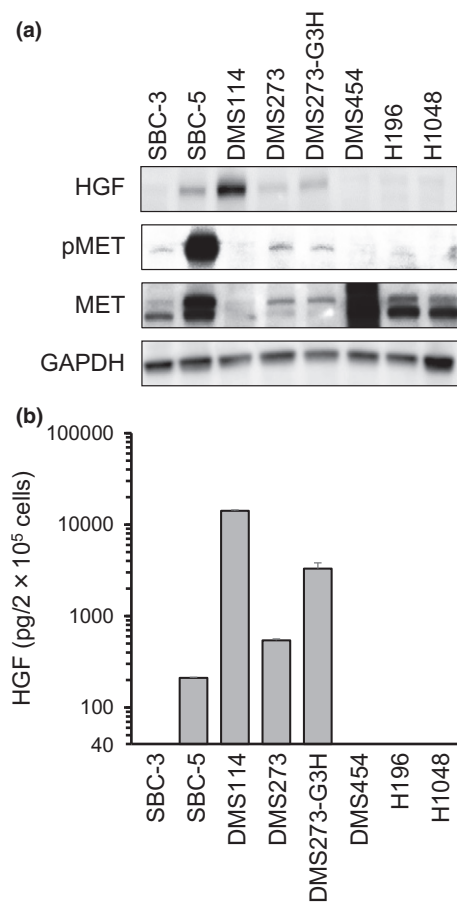 (a)
SBC-3
SBC-5
DMS114
DMS273
DMS273-G3H
DMS454
H196
H1048
HGF
pMET
MET
GAPDH
(b)
HGF (pg/2 × 10⁵ cells)
100000
10000
1000
100
40
SBC-3
SBC-5
DMS114
DMS273
DMS273-G3H
DMS454
H196
H1048